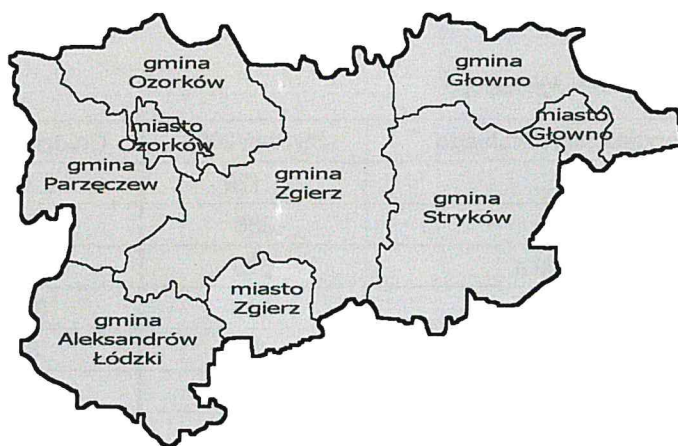 gmina
Ozorków
gmina
Głowno
miasto
Ozorków
miasto
Głowno
gmina
Parzęczew
gmina
Zgierz
gmina
Stryków
miasto
Zgierz
gmina
Aleksandrów
Łódzki